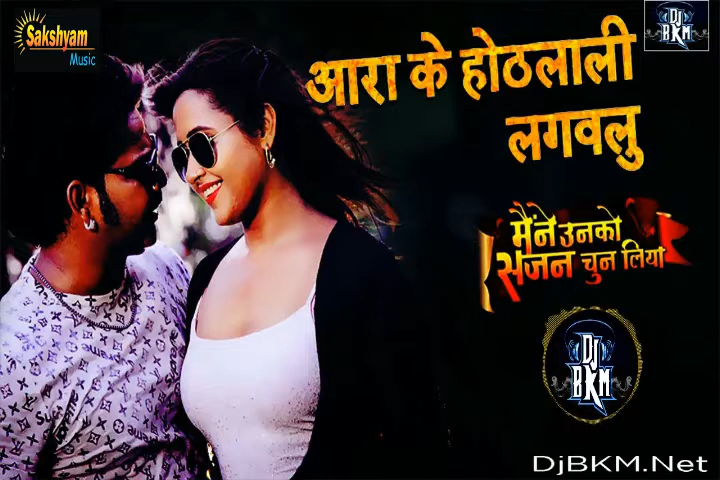 Sakshyam
Music
DJ
BKM
आरा के होठलाली
लगवलु
मैंने उनको
सजन चुन लिया
DJ
BKM
DjBKM.Net